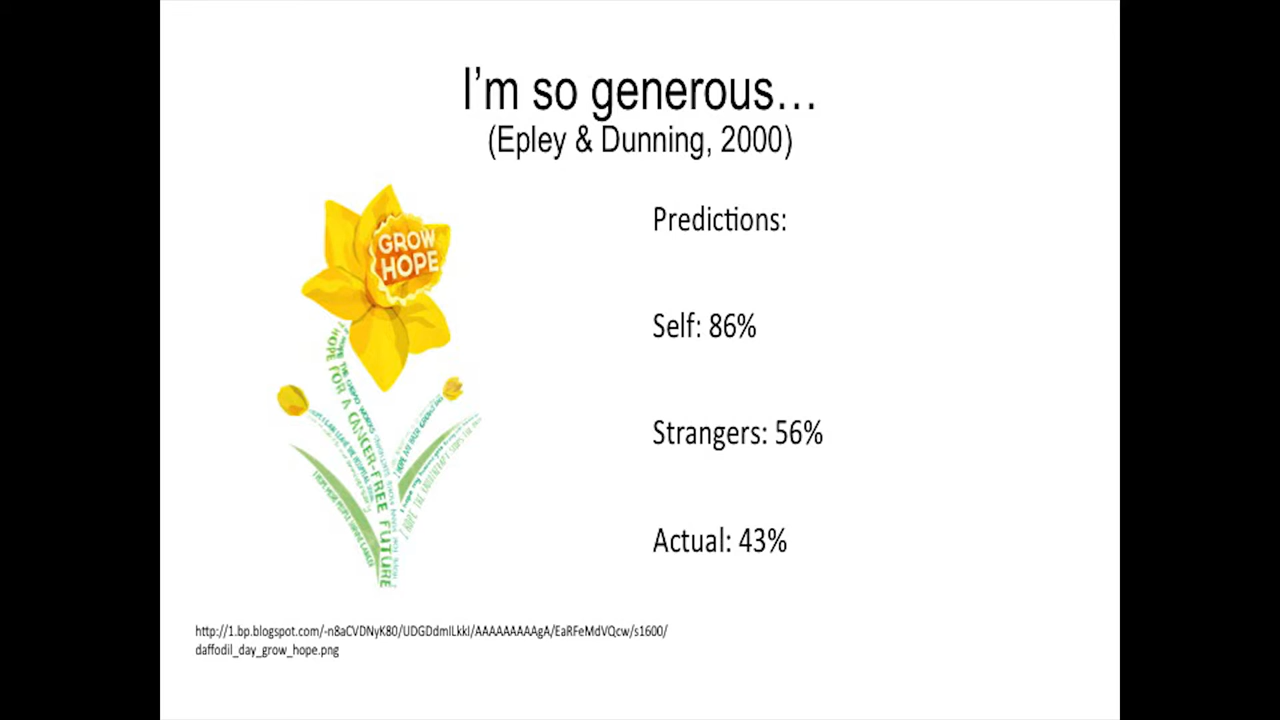 I'm so generous…
(Epley & Dunning, 2000)
GROW
HOPE
Predictions:
Self: 86%
Strangers: 56%
Actual: 43%
HOPE FOR A CANCER-FREE FUTURE
http://1.bp.blogspot.com/-n8aCVDNyK80/UDGDdmlLkkI/AAAAAAAAAgA/EaRFeMdVQcw/s1600/
daffodil_day_grow_hope.png